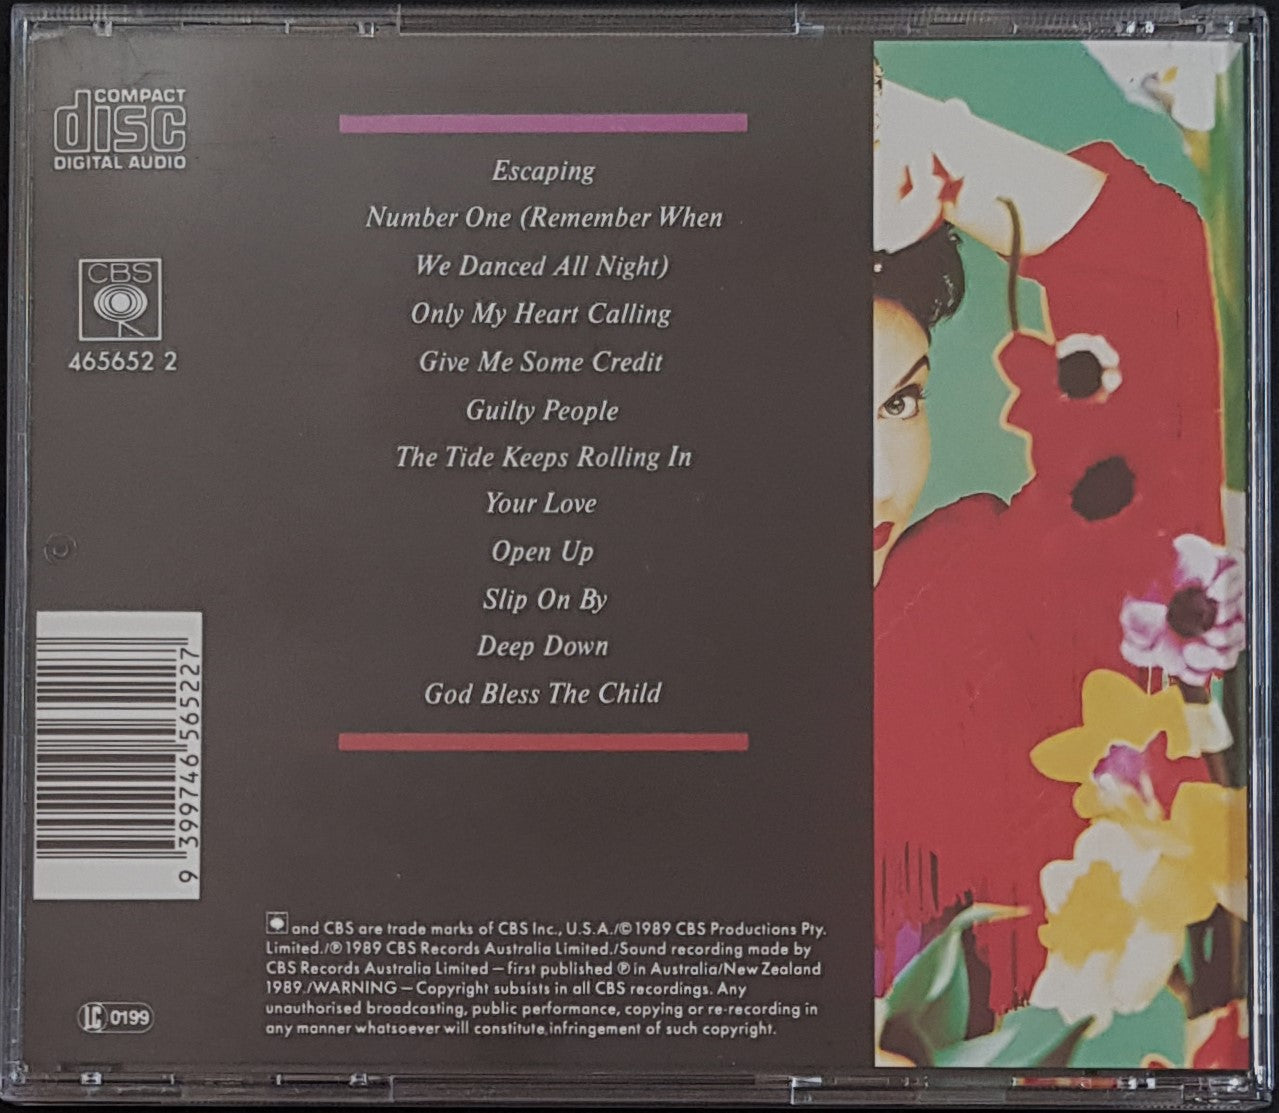 COMPACT
disc
DIGITAL AUDIO
CBS
465652 2
Escaping
Number One (Remember When
We Danced All Night)
Only My Heart Calling
Give Me Some Credit
Guilty People
The Tide Keeps Rolling In
Your Love
Open Up
Slip On By
Deep Down
God Bless The Child
9 399746 565227
and CBS are trade marks of CBS Inc., U.S.A./© 1989 CBS Productions Pty.
Limited./℗ 1989 CBS Records Australia Limited./Sound recording made by
CBS Records Australia Limited – first published ℗ in Australia/New Zealand
1989./WARNING – Copyright subsists in all CBS recordings. Any
unauthorised broadcasting, public performance, copying or re-recording in
any manner whatsoever will constitute infringement of such copyright.
LC 0199